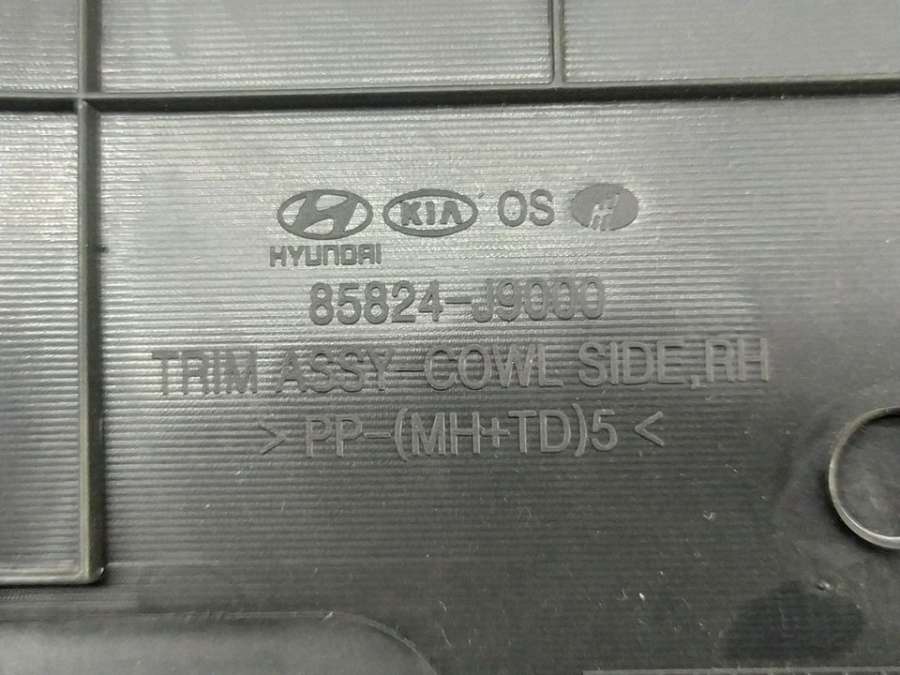 KIA OS
HYUNDAI
85824-J9000
TRIM ASSY-COWL SIDE,RH
>PP-(MH+TD)5<